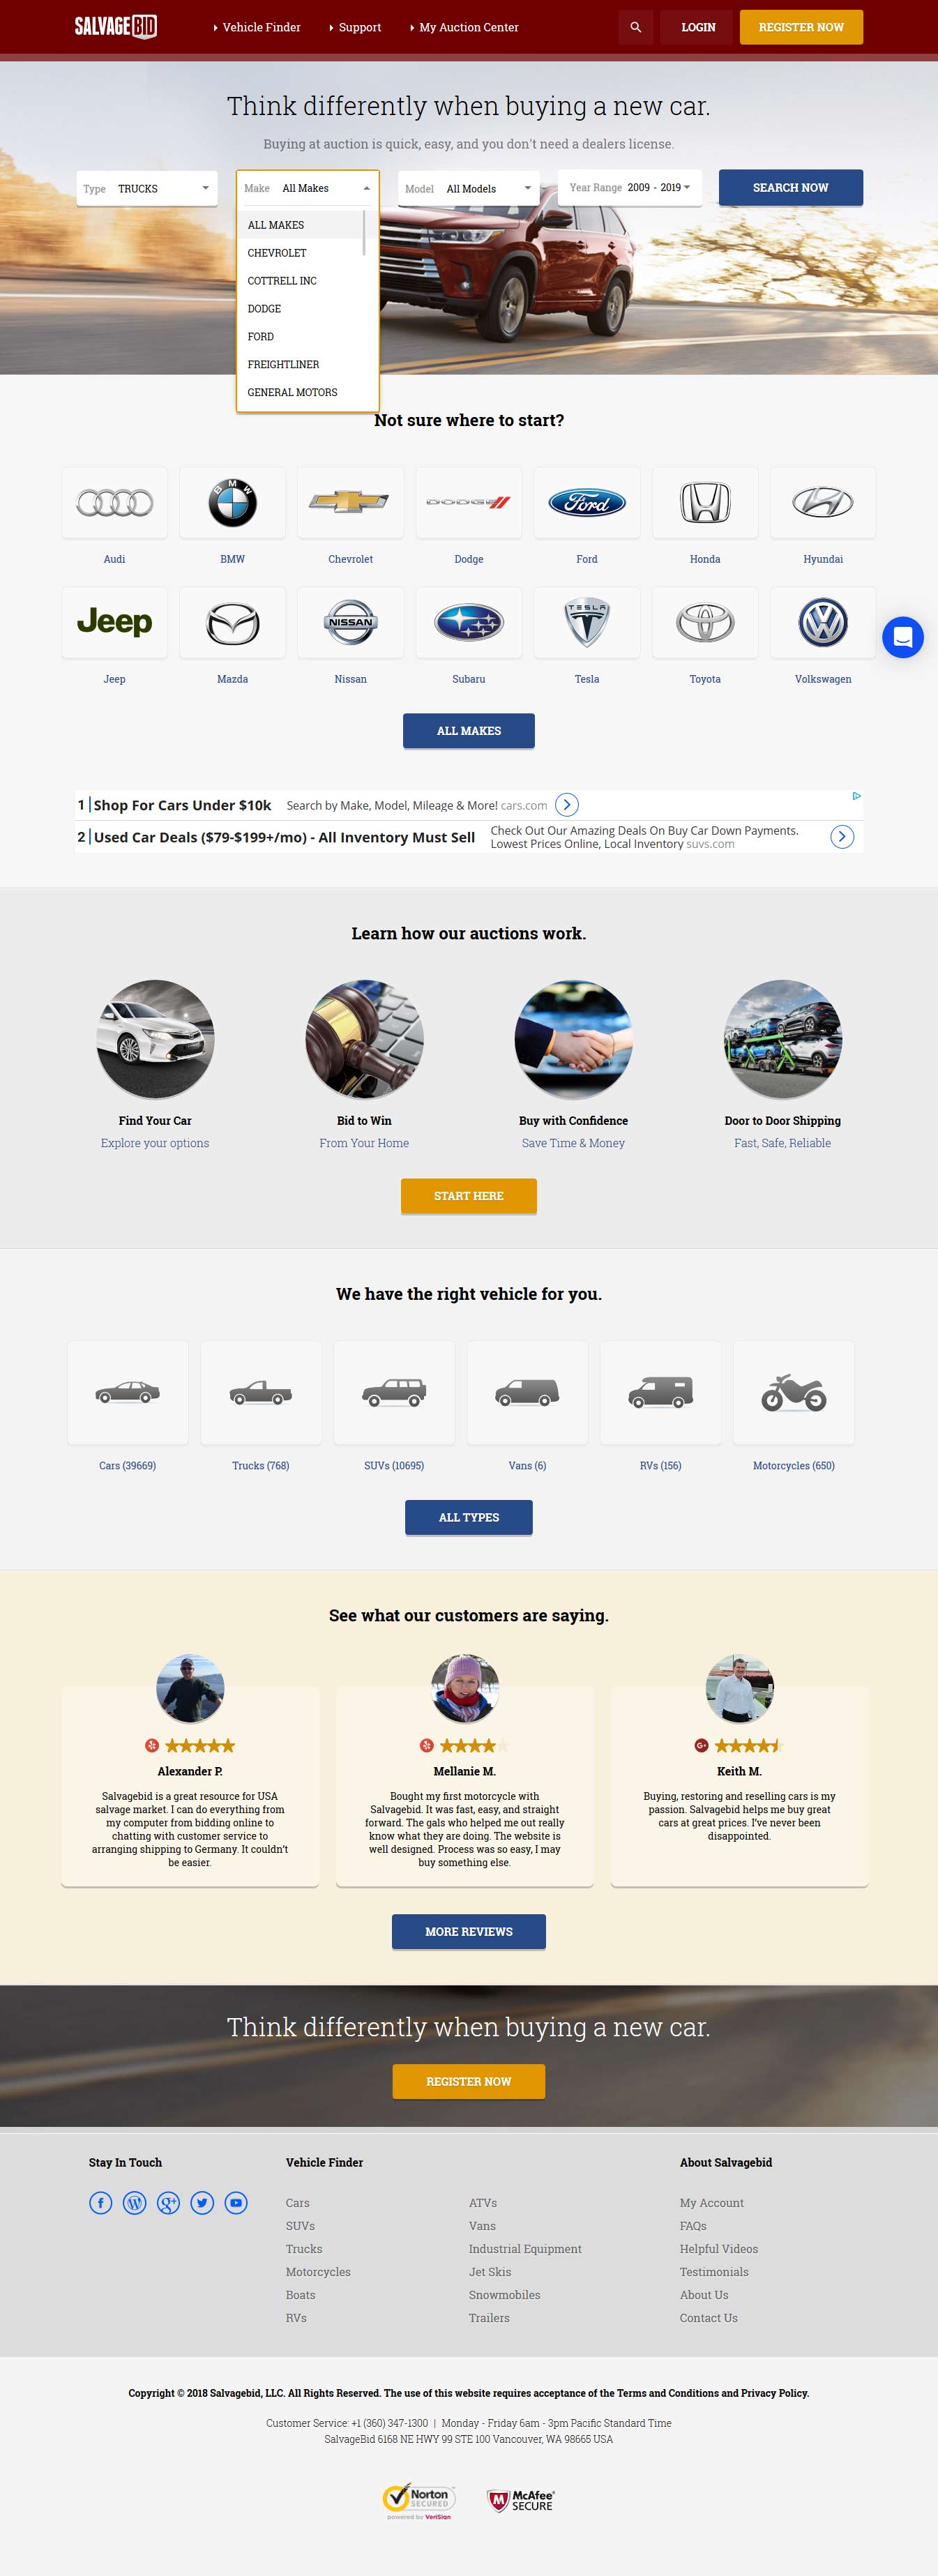 SALVAGE BID
Vehicle Finder
Support
My Auction Center
LOGIN
REGISTER NOW
Think differently when buying a new car.
Buying at auction is quick, easy, and you don't need a dealers license.
Type TRUCKS
Make All Makes
Model All Models
Year Range 2009 - 2019
SEARCH NOW
ALL MAKES
CHEVROLET
COTTRELL INC
DODGE
FORD
FREIGHTLINER
GENERAL MOTORS
Not sure where to start?
BMW
DODGE
Ford
Audi
BMW
Chevrolet
Dodge
Ford
Honda
Hyundai
Jeep
NISSAN
TESLA
Jeep
Mazda
Nissan
Subaru
Tesla
Toyota
Volkswagen
ALL MAKES
1 Shop For Cars Under $10k Search by Make, Model, Mileage & More! cars.com
2 Used Car Deals ($79-$199+/mo) - All Inventory Must Sell
Check Out Our Amazing Deals On Buy Car Down Payments.
Lowest Prices Online, Local Inventory suvs.com
Learn how our auctions work.
Find Your Car
Explore your options
Bid to Win
From Your Home
Buy with Confidence
Save Time & Money
Door to Door Shipping
Fast, Safe, Reliable
START HERE
We have the right vehicle for you.
Cars (39669)
Trucks (768)
SUVs (10695)
Vans (6)
RVs (156)
Motorcycles (650)
ALL TYPES
See what our customers are saying.
Alexander P.
Salvagebid is a great resource for USA
salvage market. I can do everything from
my computer from bidding online to
chatting with customer service to
arranging shipping to Germany. It couldn't
be easier.
Mellanie M.
Bought my first motorcycle with
Salvagebid. It was fast, easy, and straight
forward. The gals who helped me out really
know what they are doing. The website is
well designed. Process was so easy, I may
buy something else.
G+
Keith M.
Buying, restoring and reselling cars is my
passion. Salvagebid helps me buy great
cars at great prices. I've never been
disappointed.
MORE REVIEWS
Think differently when buying a new car.
REGISTER NOW
Stay In Touch
Vehicle Finder
Cars
SUVs
Trucks
Motorcycles
Boats
RVs
ATVs
Vans
Industrial Equipment
Jet Skis
Snowmobiles
Trailers
About Salvagebid
My Account
FAQs
Helpful Videos
Testimonials
About Us
Contact Us
Copyright © 2018 Salvagebid, LLC. All Rights Reserved. The use of this website requires acceptance of the Terms and Conditions and Privacy Policy.
Customer Service: +1 (360) 347-1300 | Monday - Friday 6am - 3pm Pacific Standard Time
SalvageBid 6168 NE HWY 99 STE 100 Vancouver, WA 98665 USA
Norton
SECURED
powered by VeriSign
McAfee
SECURE